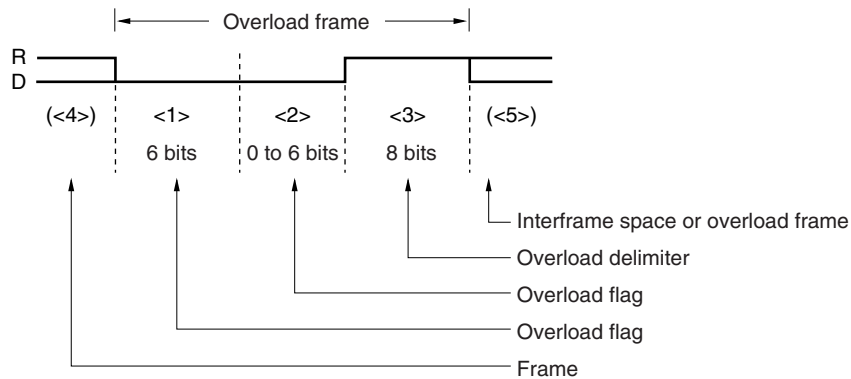 Overload frame
R
D
(<4>) <1> <2> <3> (<5>)
6 bits 0 to 6 bits 8 bits
Interframe space or overload frame
Overload delimiter
Overload flag
Overload flag
Frame